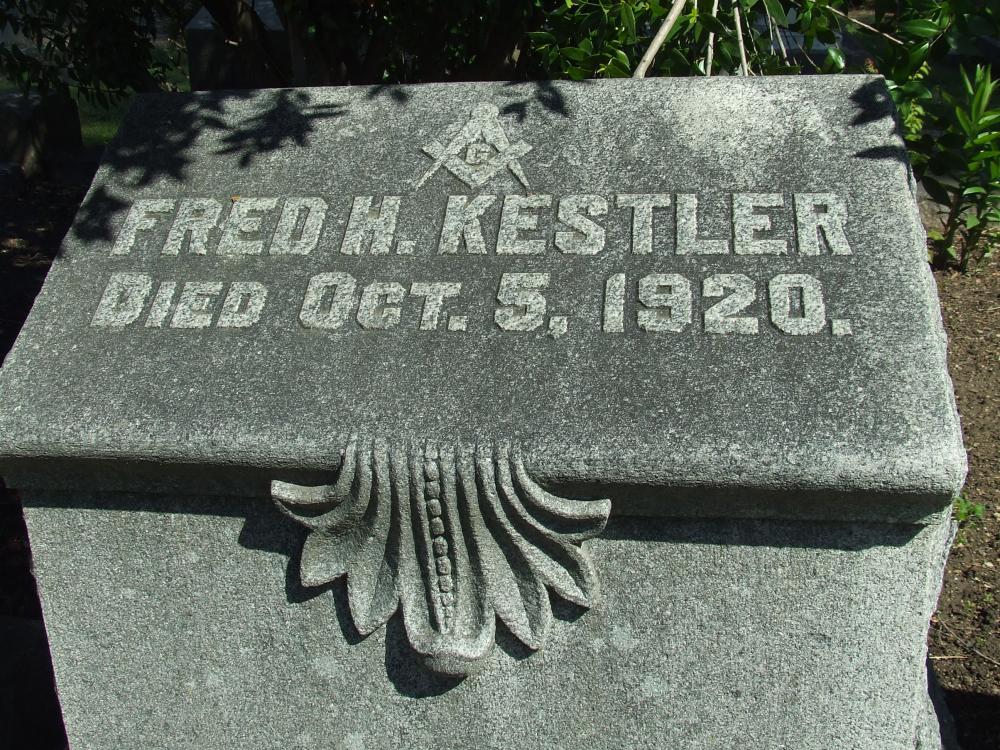 G
FRED H. KESTLER
DIED OCT. 5, 1920.